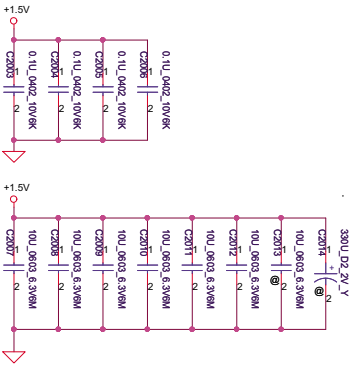 +1.5V
C2003
1
2
0.1U_0402_10V6K
C2004
1
2
0.1U_0402_10V6K
C2005
1
2
0.1U_0402_10V6K
C2006
1
2
0.1U_0402_10V6K
+1.5V
C2007
1
2
10U_0603_6.3V6M
C2008
1
2
10U_0603_6.3V6M
C2009
1
2
10U_0603_6.3V6M
C2010
1
2
10U_0603_6.3V6M
C2011
1
2
10U_0603_6.3V6M
C2012
1
2
10U_0603_6.3V6M
C2013
1
2
@
10U_0603_6.3V6M
C2014
1
+
2
@
330U_D2_2V_Y